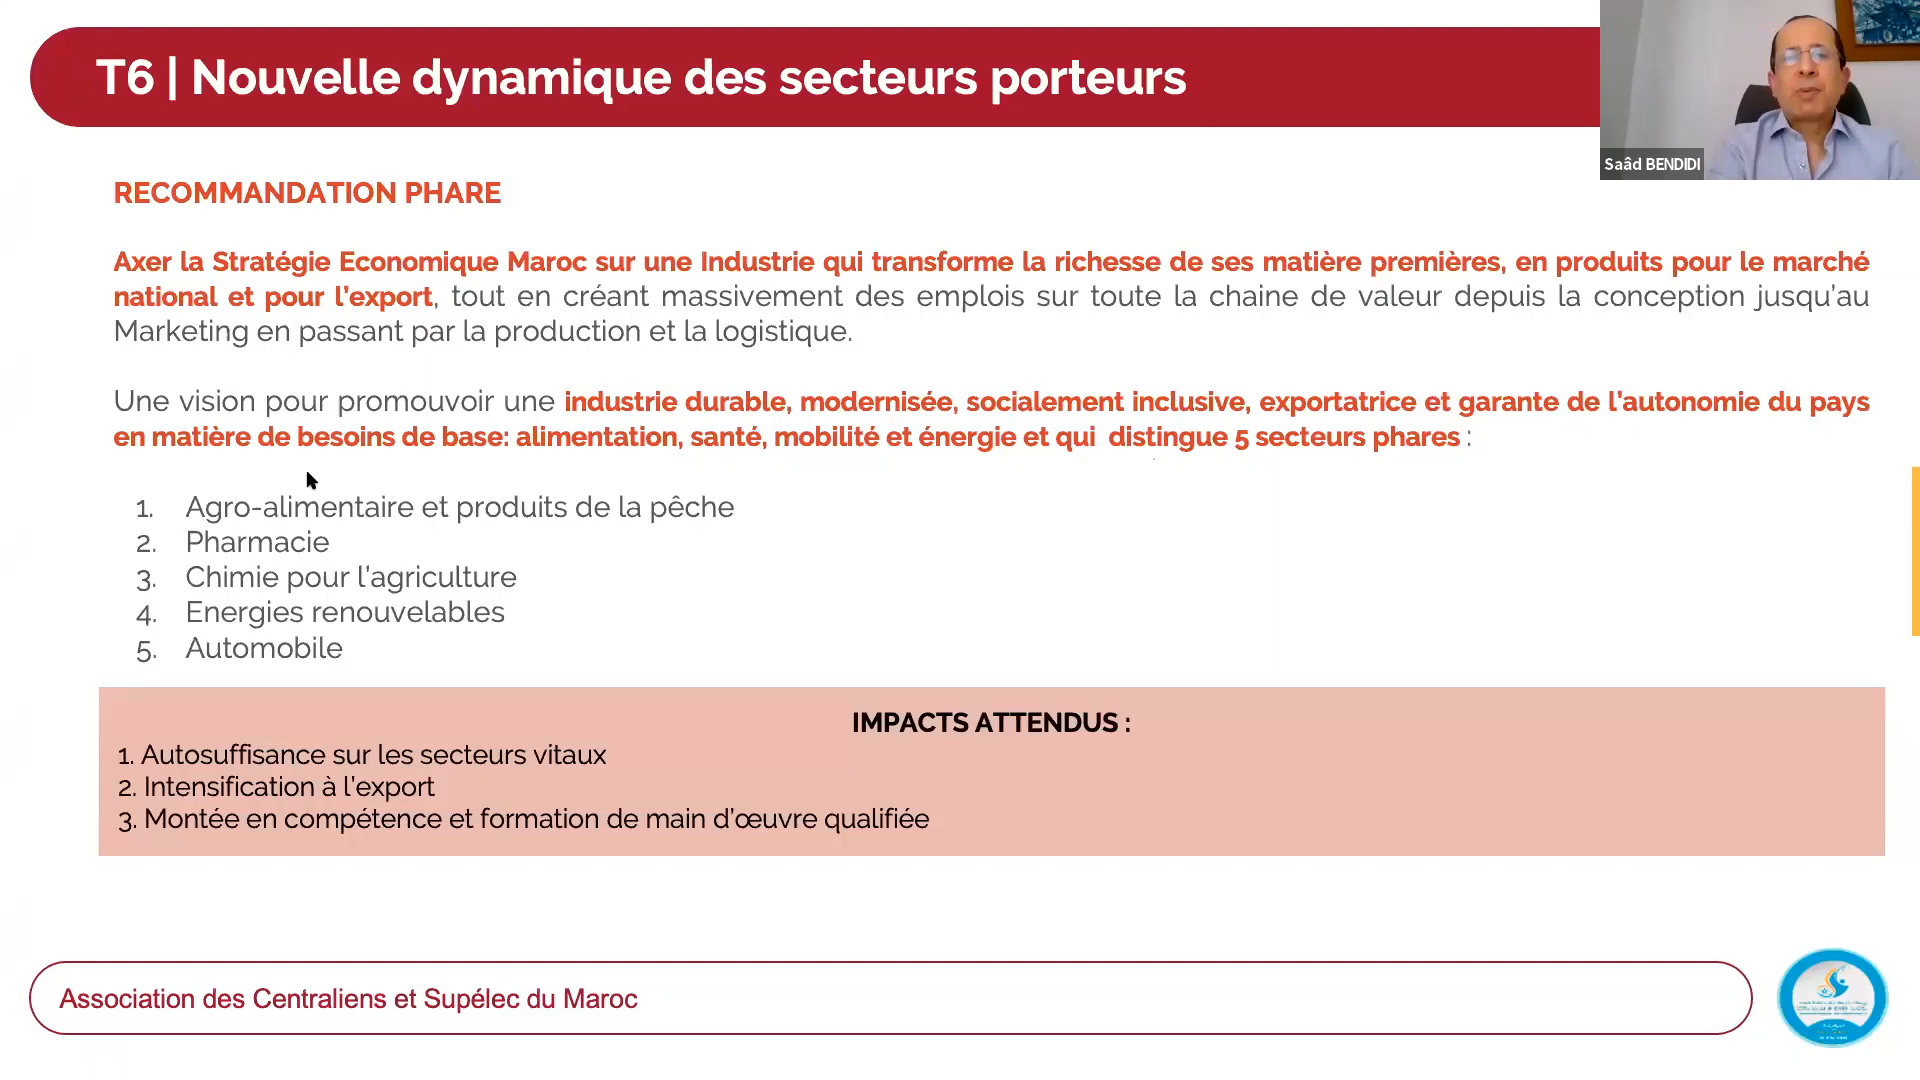 T6 | Nouvelle dynamique des secteurs porteurs
Saâd BENDIDI
RECOMMANDATION PHARE
Axer la Stratégie Economique Maroc sur une Industrie qui transforme la richesse de ses matière premières, en produits pour le marché
national et pour l'export, tout en créant massivement des emplois sur toute la chaine de valeur depuis la conception jusqu'au
Marketing en passant par la production et la logistique.
Une vision pour promouvoir une industrie durable, modernisée, socialement inclusive, exportatrice et garante de l'autonomie du pays
en matière de besoins de base: alimentation, santé, mobilité et énergie et qui distingue 5 secteurs phares :
1. Agro-alimentaire et produits de la pêche
2. Pharmacie
3. Chimie pour l'agriculture
4. Energies renouvelables
5. Automobile
IMPACTS ATTENDUS :
1. Autosuffisance sur les secteurs vitaux
2. Intensification à l'export
3. Montée en compétence et formation de main d'œuvre qualifiée
Association des Centraliens et Supélec du Maroc